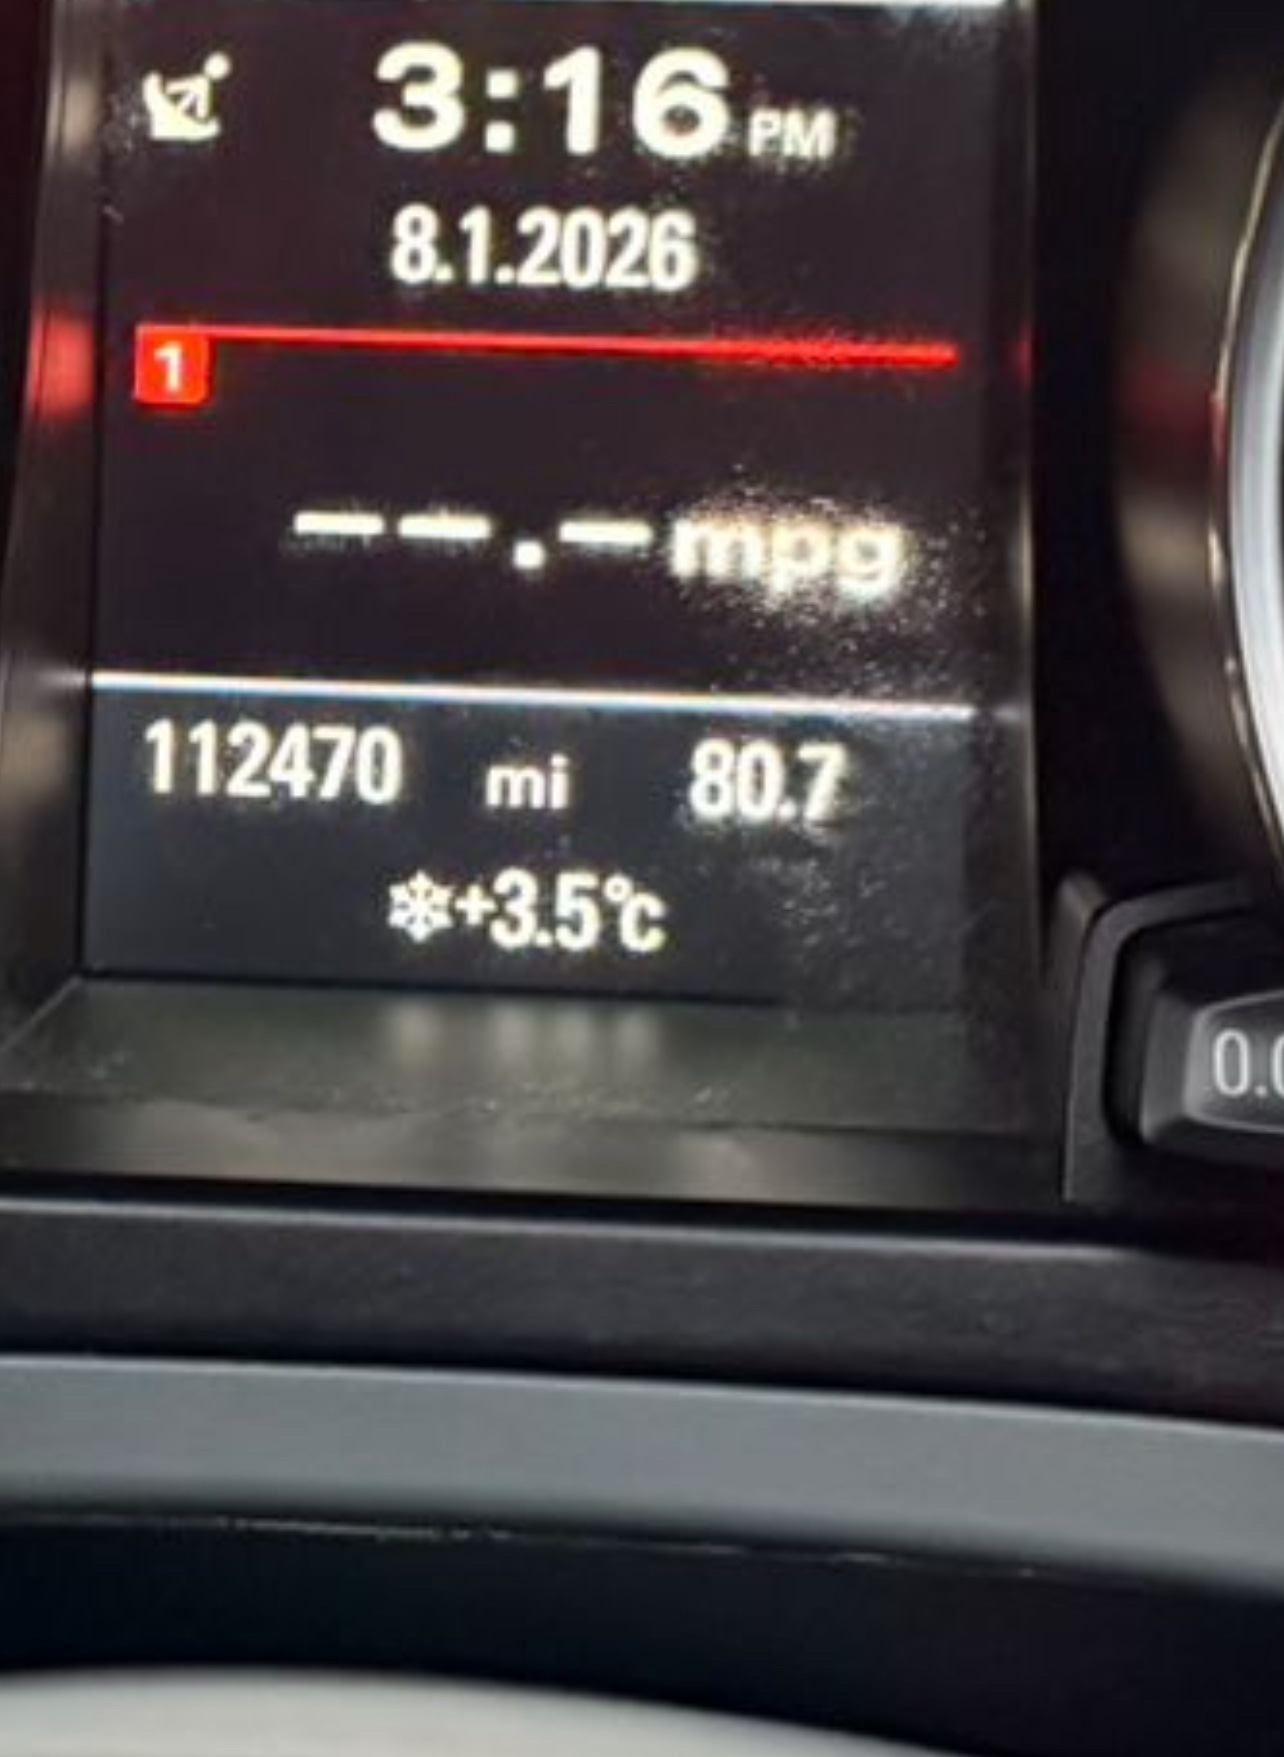 3:16 PM
8.1.2026
1
--.- mpg
112470 mi 80.7
+3.5°C